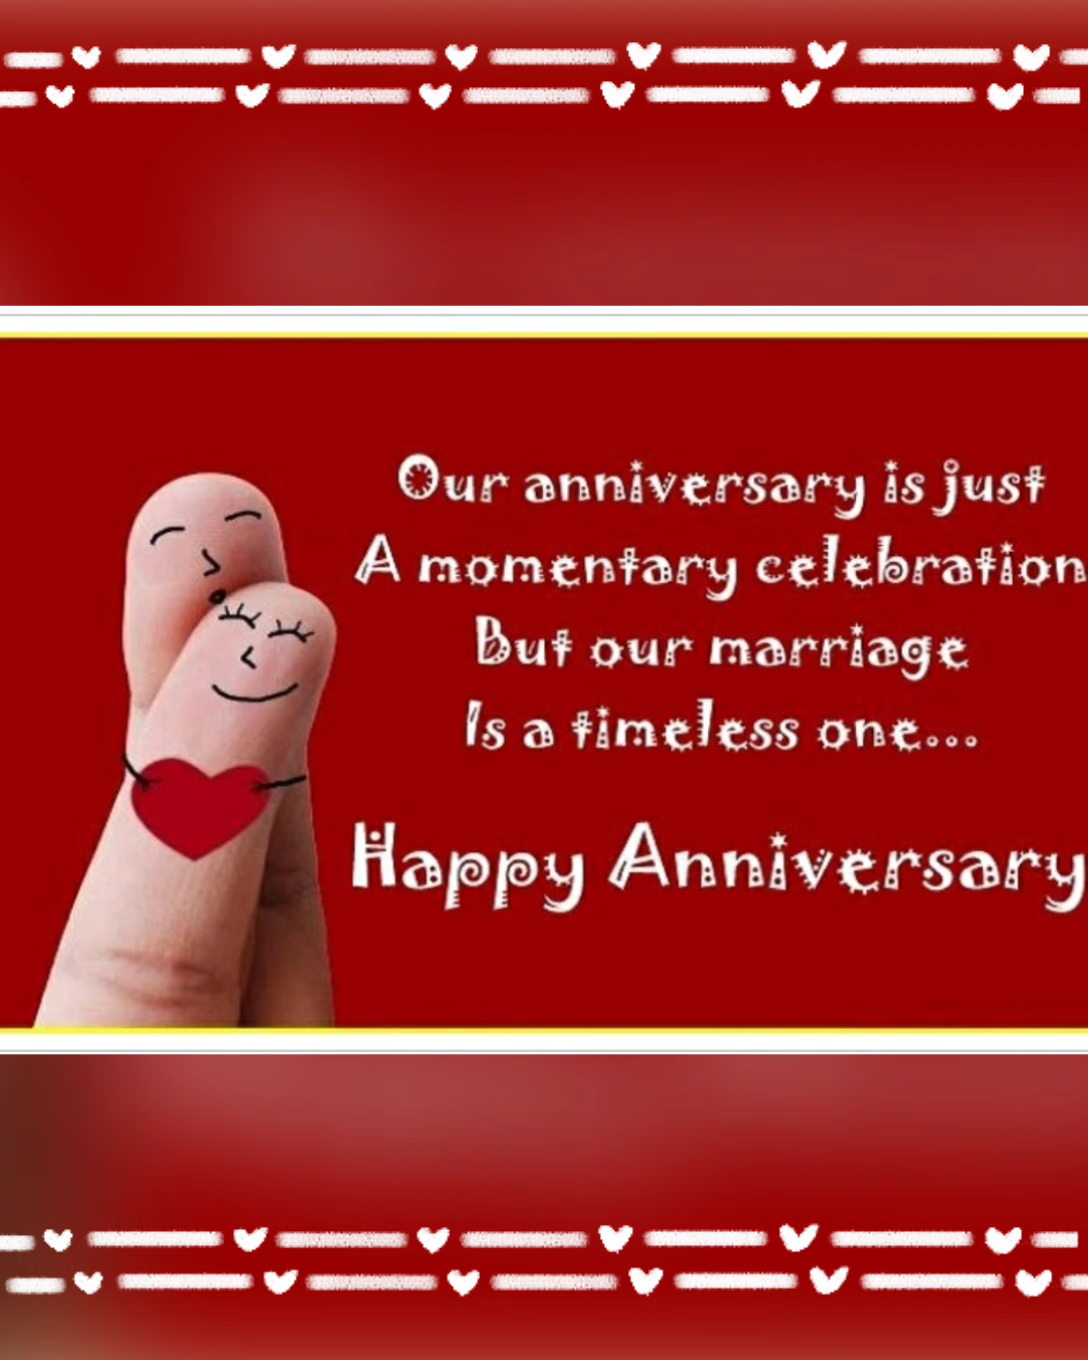 Our anniversary is just
A momentary celebration
But our marriage
Is a timeless one...
Happy Anniversary